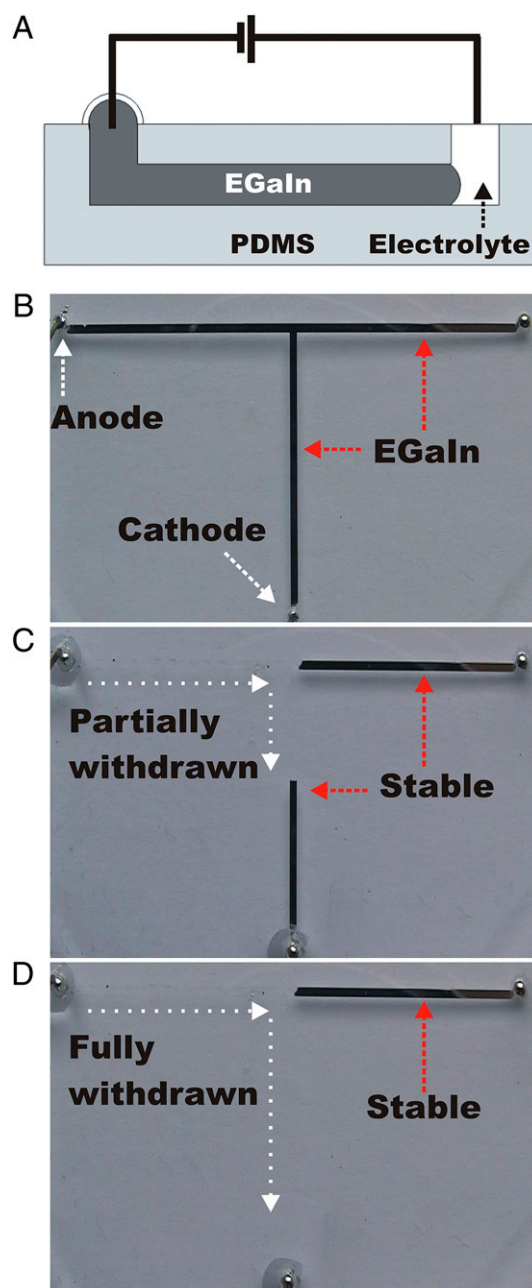 A
EGaIn
PDMS
Electrolyte
B
Anode
EGaIn
Cathode
C
Partially
withdrawn
Stable
D
Fully
withdrawn
Stable